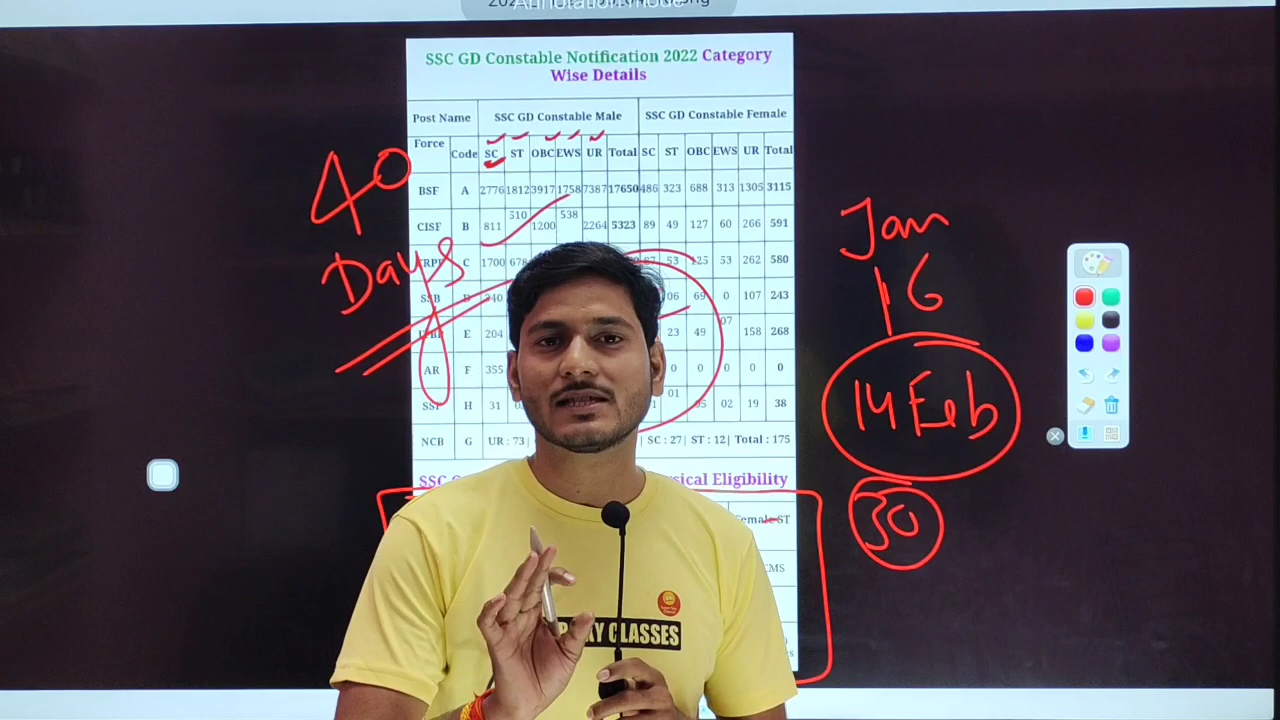 Annotation mode
SSC GD Constable Notification 2022 Category
Wise Details
Post Name SSC GD Constable Male SSC GD Constable Female
Force Code SC ST OBC EWS UR Total SC ST OBC EWS UR Total
BSF A 2776 1812 3917 1758 7387 17650 486 323 688 313 1305 3115
CISF B 811 510 1200 538 2264 5323 89 49 127 60 266 591
C 1700 678 53 125 53 262 580
SSB 240 06 69 0 107 243
E 204 23 49 07 158 268
AR F 355 0 0 0 0 0
SSF H 31 01 02 19 38
NCB G UR : 73| | SC : 27| ST : 12| Total : 175
Eligibility
Female ST
40
Days
Jan
16
14 Feb
30
CLASSES